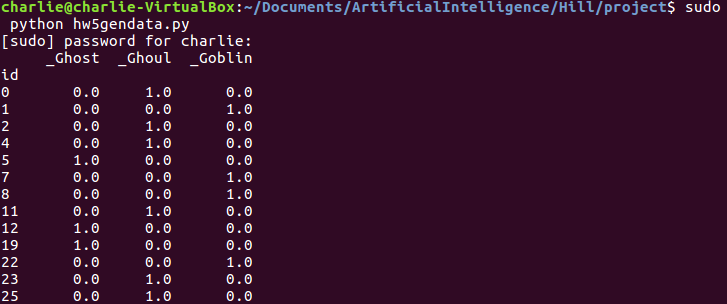 charlie@charlie-VirtualBox:~/Documents/ArtificialIntelligence/Hill/project$ sudo
 python hw5gendata.py
[sudo] password for charlie:
     _Ghost  _Ghoul  _Goblin
id
0       0.0     1.0      0.0
1       0.0     0.0      1.0
2       0.0     1.0      0.0
4       0.0     1.0      0.0
5       1.0     0.0      0.0
7       0.0     0.0      1.0
8       0.0     0.0      1.0
11      0.0     1.0      0.0
12      1.0     0.0      0.0
19      1.0     0.0      0.0
22      0.0     0.0      1.0
23      0.0     1.0      0.0
25      0.0     1.0      0.0